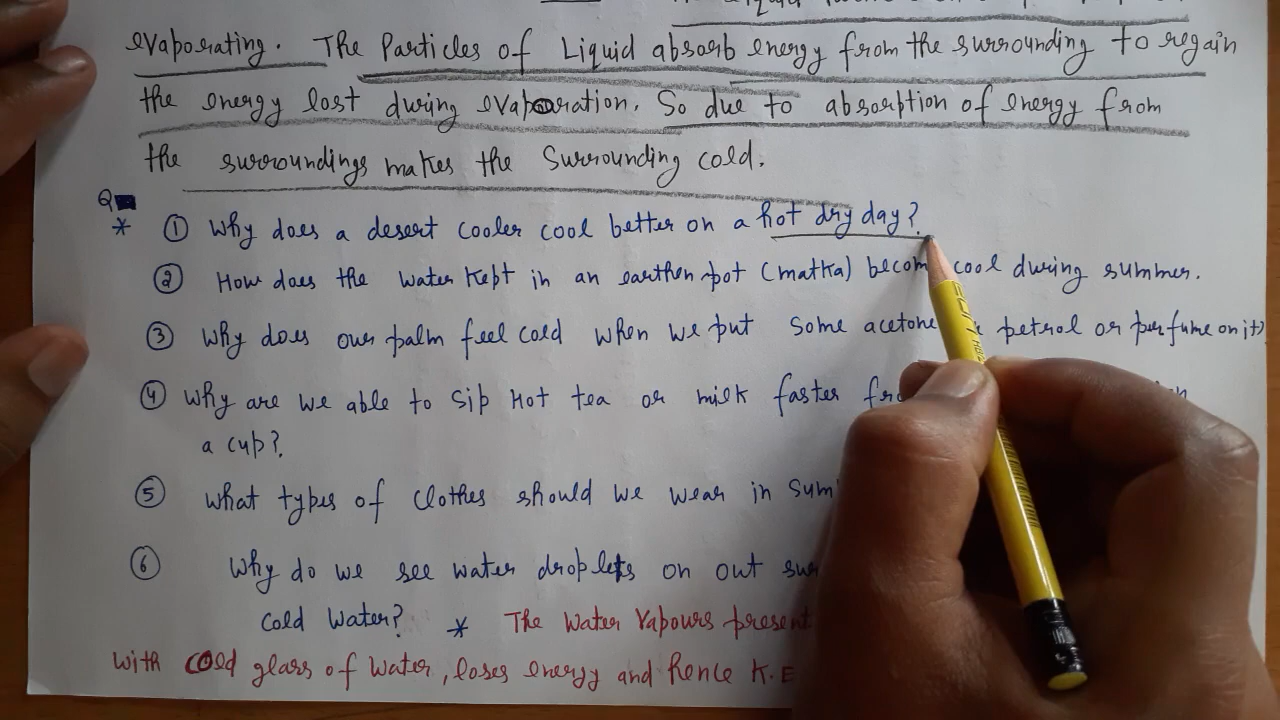 evaporating. The Particles of Liquid absorb energy from the surrounding to regain
the energy lost during evaporation. So due to absorption of energy from
the surroundings makes the Surrounding cold.
Q
* ① Why does a desert cooler cool better on a hot dry day?
② How does the water kept in an earthen pot (matka) becom cool during summer.
③ Why does our palm feel cold when we put some acetone petrol or perfume on it?
④ Why are we able to sip Hot tea or milk faster
a cup?
⑤ What types of Clothes should we wear in
⑥ Why do we see water droplets on out
cold water? * The water vapours present
with cold glass of water, loses energy and hence K.E